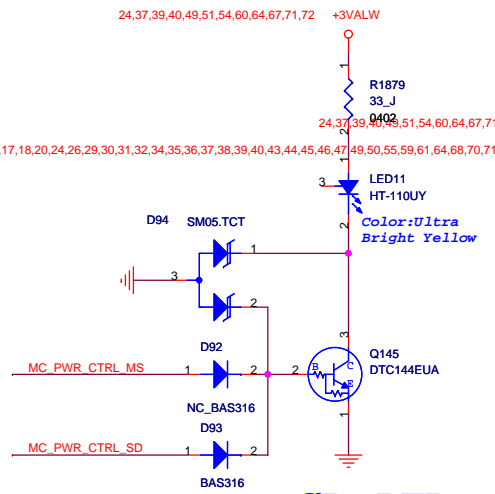 24,37,39,40,49,51,54,60,64,67,71,72 +3VALW
1
R1879
33_J
0402
24,37,39,40,49,51,54,60,64,67,71
2
,17,18,20,24,26,29,30,31,32,34,35,36,37,38,39,40,43,44,45,46,47,49,50,55,59,61,64,68,70,71
1
3
LED11
HT-110UY
2
Color:Ultra
Bright Yellow
D94 SM05.TCT
1
3
2
D92
MC_PWR_CTRL_MS 1 2 2
NC_BAS316
3
Q145
DTC144EUA
B C E
1
D93
MC_PWR_CTRL_SD 1 2
BAS316